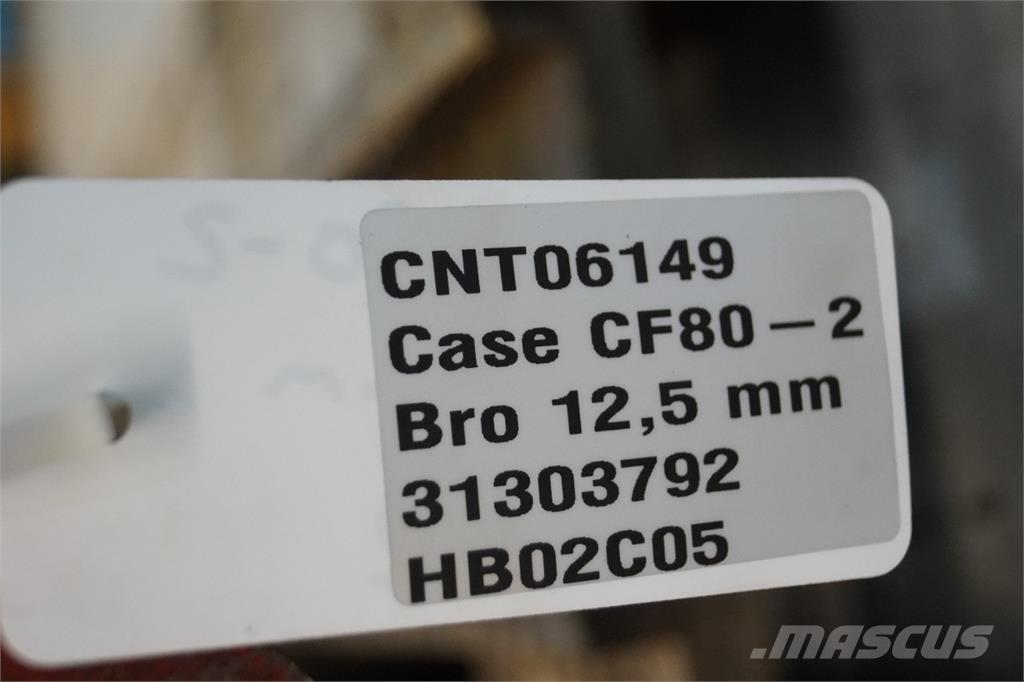 CNT06149
Case CF80-2
Bro 12,5 mm
31303792
HB02C05
MASCUS